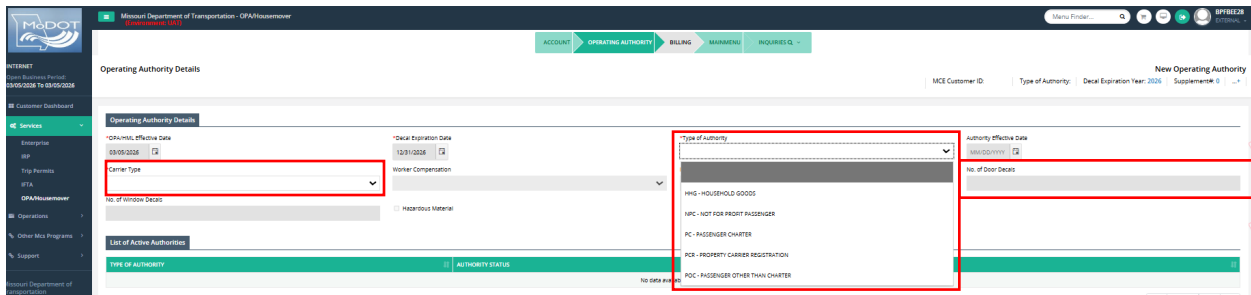 MoDOT
Missouri Department of Transportation - OPA/Housemover
(Environment: UAT)
Menu Finder...
BPFBEE28
EXTERNAL
ACCOUNT OPERATING AUTHORITY BILLING MAINMENU INQUIRIES
INTERNET
Open Business Period:
03/05/2026 To 03/05/2026
Customer Dashboard
Services
Enterprise
IRP
Trip Permits
IFTA
OPA/Housemover
Operations
Other Mcs Programs
Support
Missouri Department of
Transportation
Operating Authority Details
New Operating Authority
MCE Customer ID: Type of Authority: Decal Expiration Year: 2026 Supplement#: 0 ...+
Operating Authority Details
*OPA/HML Effective Date
03/05/2026
*Decal Expiration Date
12/31/2026
*Type of Authority
Authority Effective Date
MM/DD/YYYY
*Carrier Type
Worker Compensation
No. of Door Decals
No. of Window Decals
Hazardous Material
HHG - HOUSEHOLD GOODS
NPC - NOT FOR PROFIT PASSENGER
PC - PASSENGER CHARTER
PCR - PROPERTY CARRIER REGISTRATION
POC - PASSENGER OTHER THAN CHARTER
List of Active Authorities
TYPE OF AUTHORITY AUTHORITY STATUS
No data